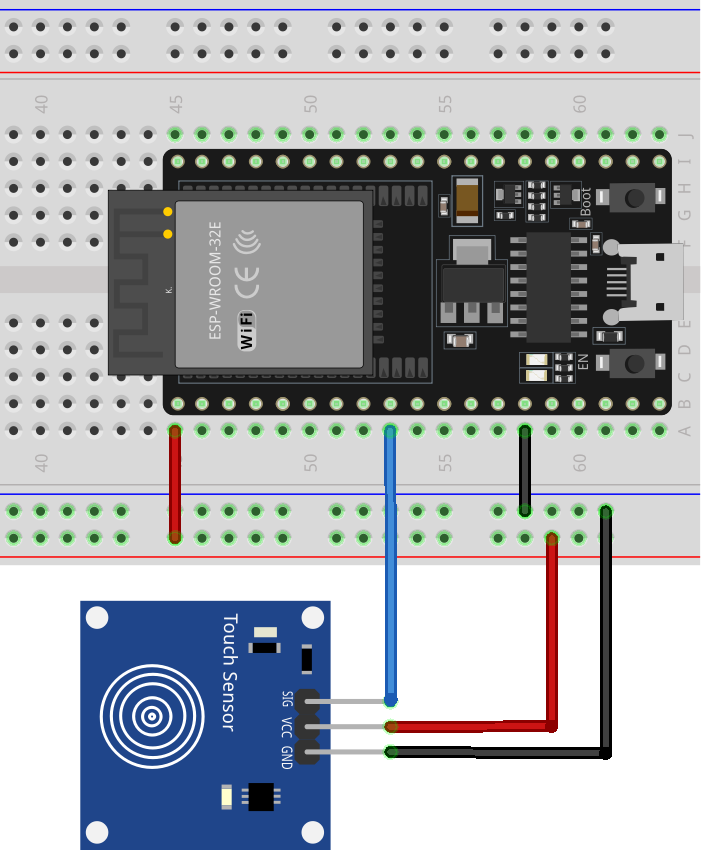 40 45 50 55 60
J
I
H
G
F
E
D
C
B
A
Boot
ESP-WROOM-32E
CE
WiFi
K.
EN
40 50 55 60
Touch Sensor
SIG
VCC
GND